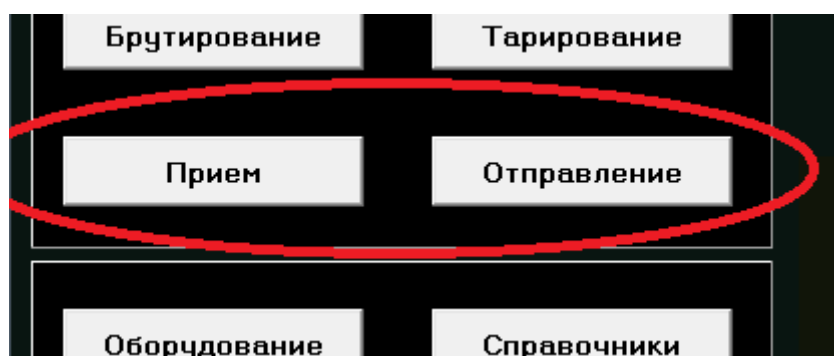 Брутирование Тарирование
Прием Отправление
Оборудование Справочники